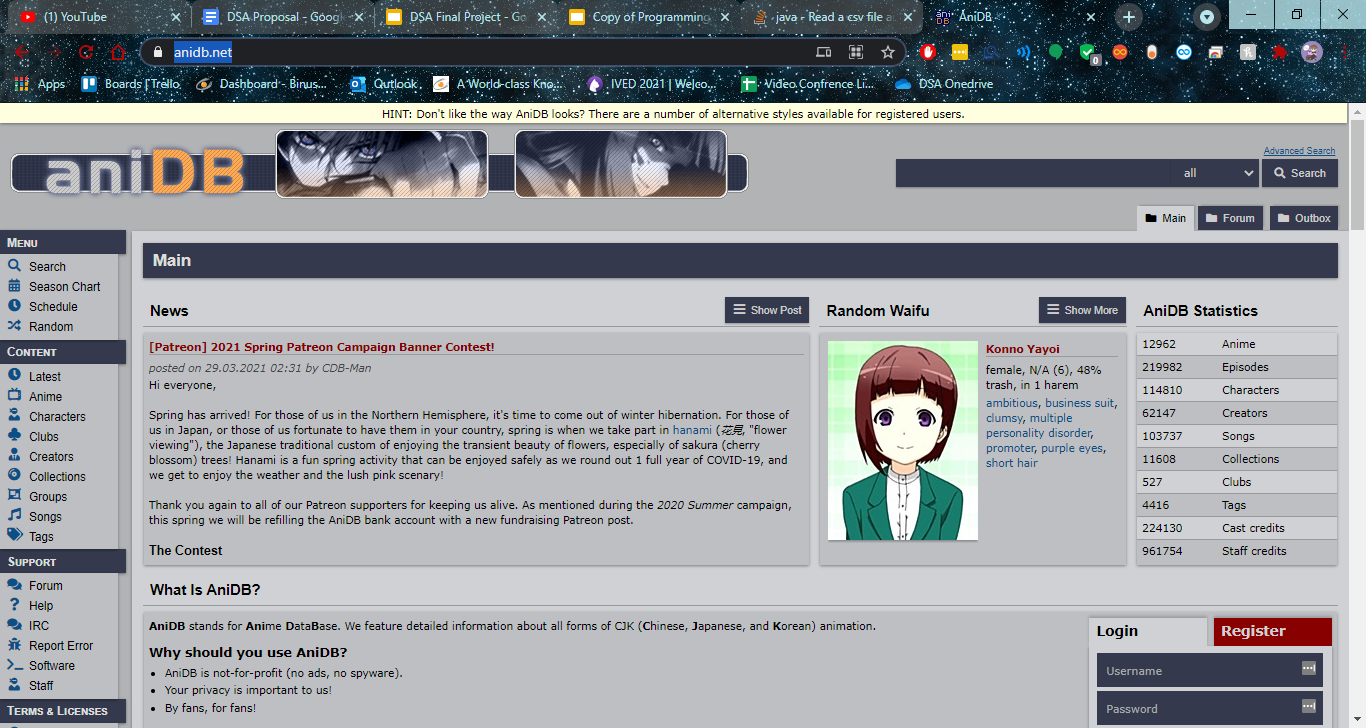 (1) YouTube
DSA Proposal - Googl
DSA Final Project - Go
Copy of Programming
java - Read a csv file a
AniDB
anidb.net
0
Apps
Boards | Trello
Dashboard - Binus...
Outlook
A World-class Kno...
IVED 2021 | Welco...
Video Confrence Li...
DSA Onedrive
HINT: Don't like the way AniDB looks? There are a number of alternative styles available for registered users.
aniDB
Advanced Search
all
Search
Main
Forum
Outbox
MENU
Search
Season Chart
Schedule
Random
CONTENT
Latest
Anime
Characters
Clubs
Creators
Collections
Groups
Songs
Tags
SUPPORT
Forum
Help
IRC
Report Error
Software
Staff
TERMS & LICENSES
Main
News
Show Post
[Patreon] 2021 Spring Patreon Campaign Banner Contest!
posted on 29.03.2021 02:31 by CDB-Man
Hi everyone,
Spring has arrived! For those of us in the Northern Hemisphere, it's time to come out of winter hibernation. For those of
us in Japan, or those of us fortunate to have them in your country, spring is when we take part in hanami (花見, "flower
viewing"), the Japanese traditional custom of enjoying the transient beauty of flowers, especially of sakura (cherry
blossom) trees! Hanami is a fun spring activity that can be enjoyed safely as we round out 1 full year of COVID-19, and
we get to enjoy the weather and the lush pink scenary!
Thank you again to all of our Patreon supporters for keeping us alive. As mentioned during the 2020 Summer campaign,
this spring we will be refilling the AniDB bank account with a new fundraising Patreon post.
The Contest
Random Waifu
Show More
Konno Yayoi
female, N/A (6), 48%
trash, in 1 harem
ambitious, business suit,
clumsy, multiple
personality disorder,
promoter, purple eyes,
short hair
AniDB Statistics
12962 Anime
219982 Episodes
114810 Characters
62147 Creators
103737 Songs
11608 Collections
527 Clubs
4416 Tags
224130 Cast credits
961754 Staff credits
What Is AniDB?
AniDB stands for Anime DataBase. We feature detailed information about all forms of CJK (Chinese, Japanese, and Korean) animation.
Why should you use AniDB?
AniDB is not-for-profit (no ads, no spyware).
Your privacy is important to us!
By fans, for fans!
Login
Register
Username
Password